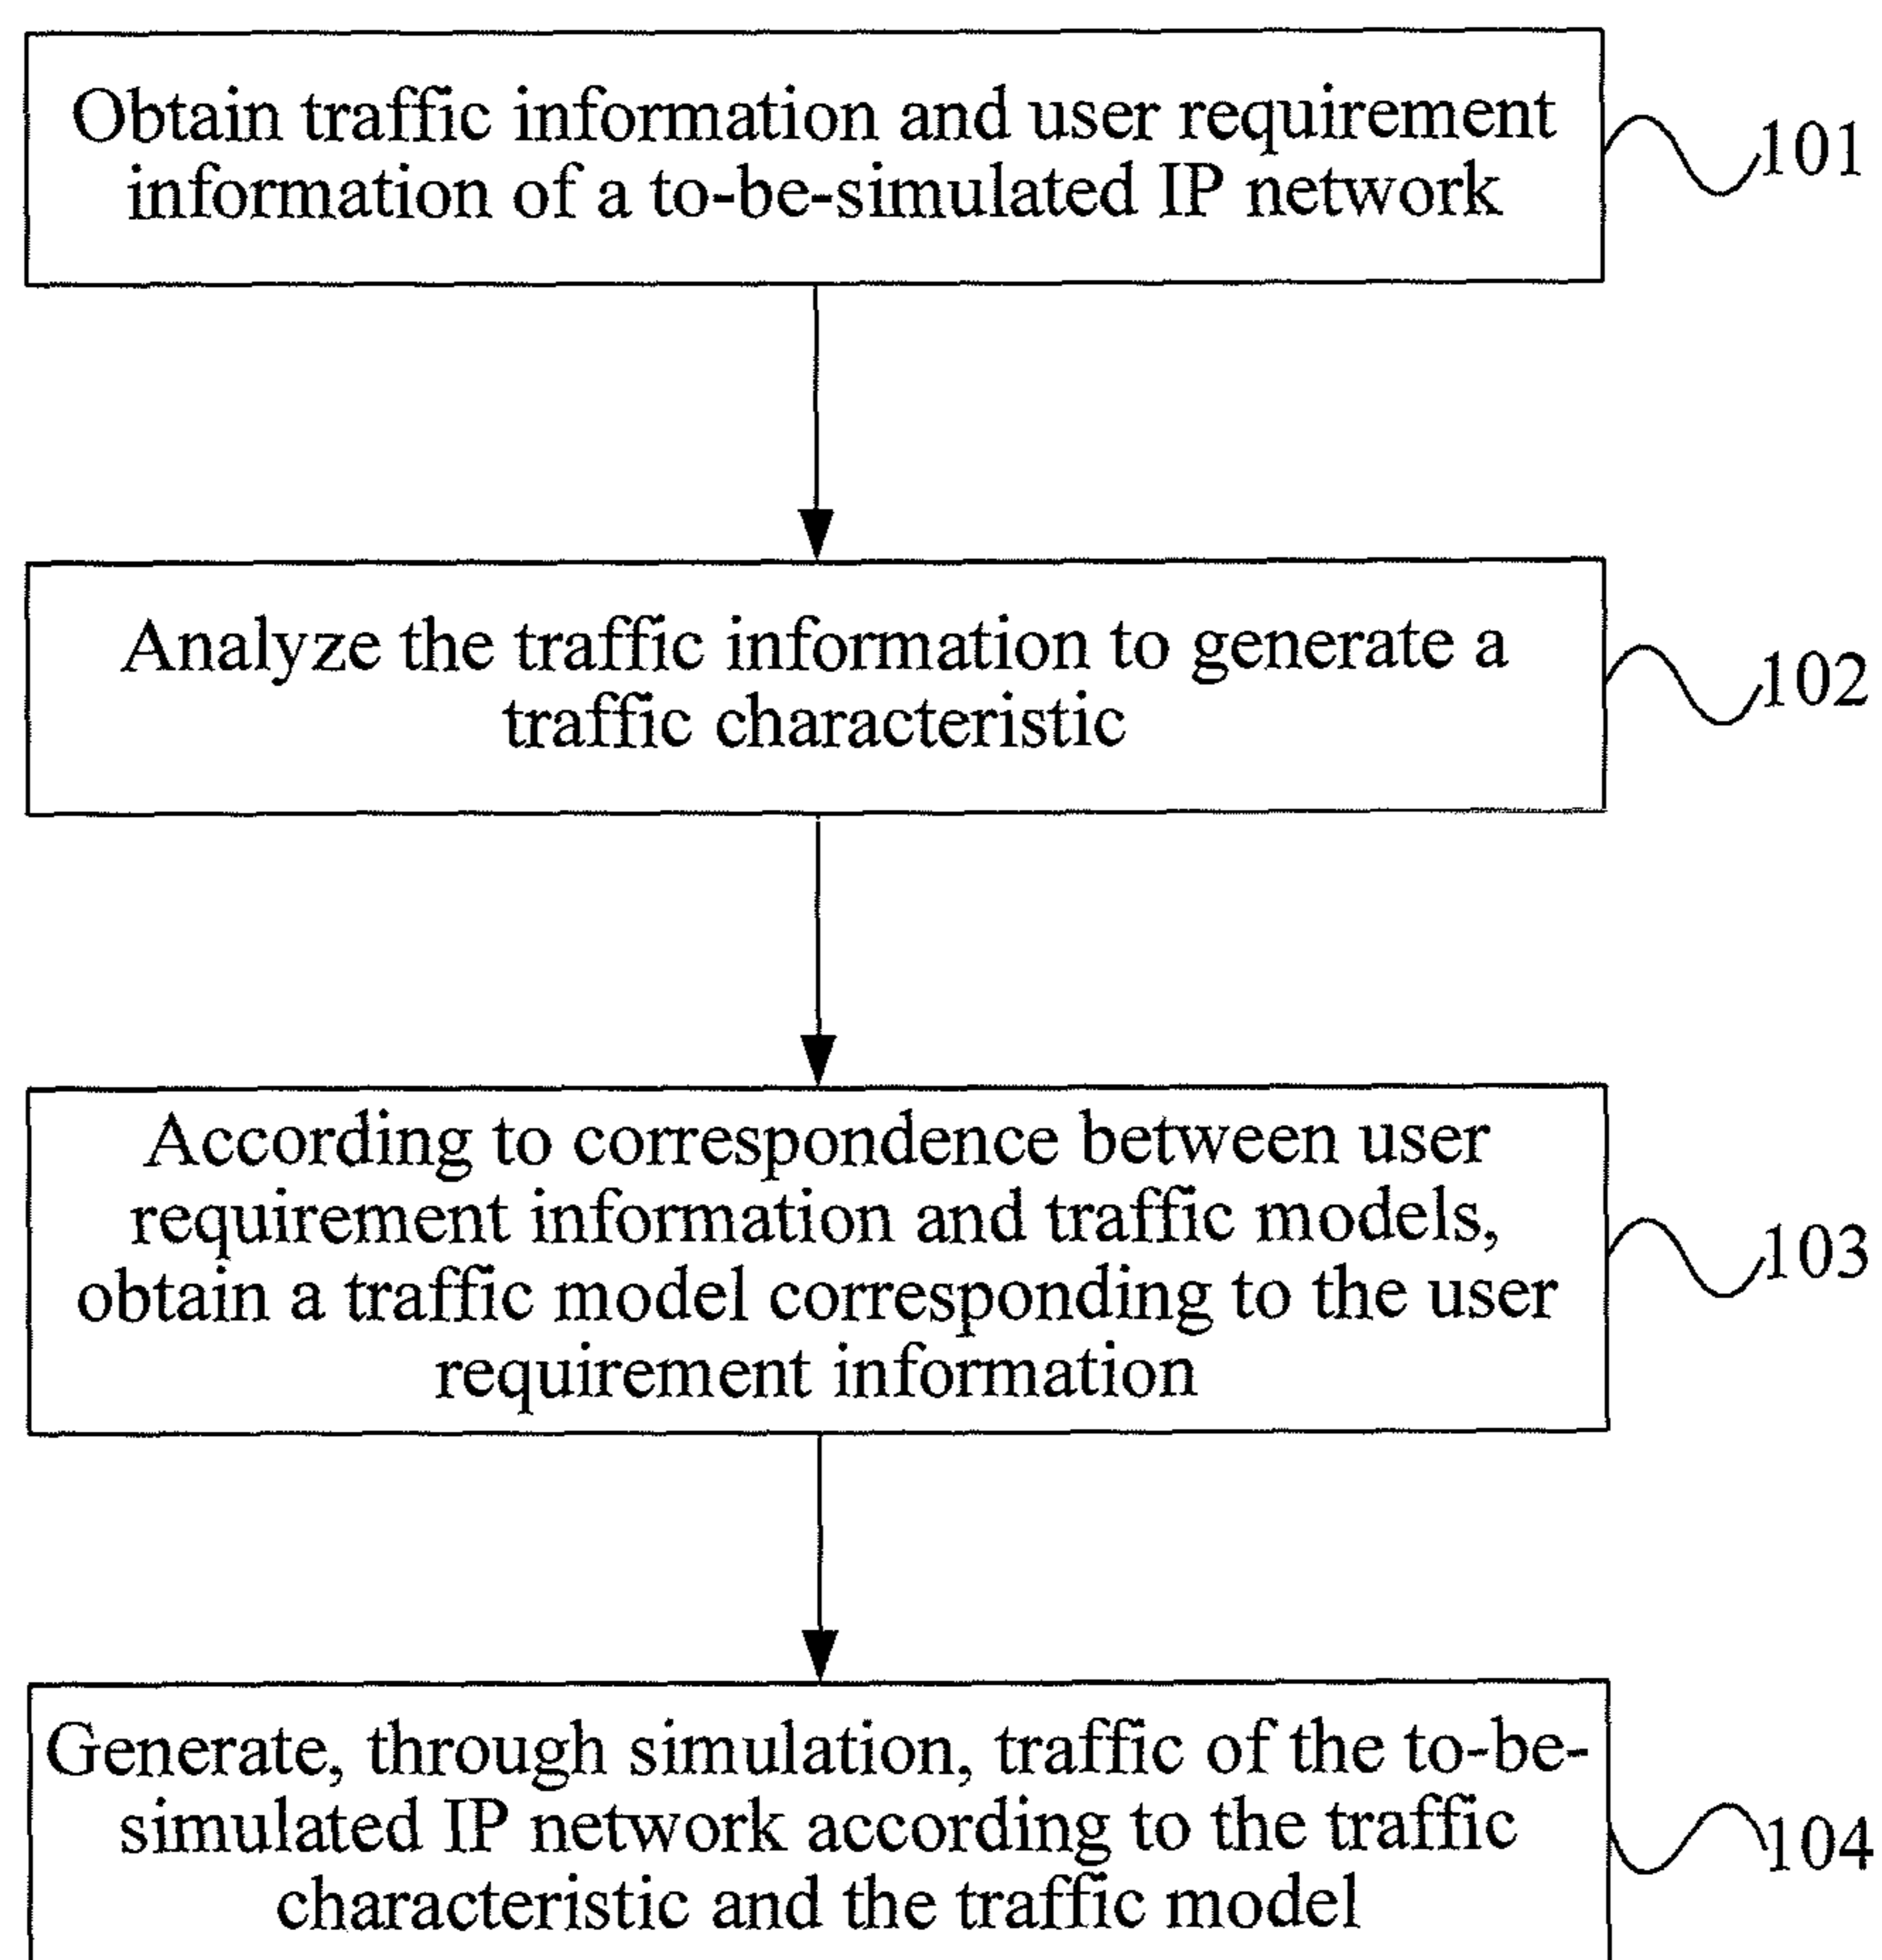 Obtain traffic information and user requirement
information of a to-be-simulated IP network
101
Analyze the traffic information to generate a
traffic characteristic
102
According to correspondence between user
requirement information and traffic models,
obtain a traffic model corresponding to the user
requirement information
103
Generate, through simulation, traffic of the to-be-
simulated IP network according to the traffic
characteristic and the traffic model
104